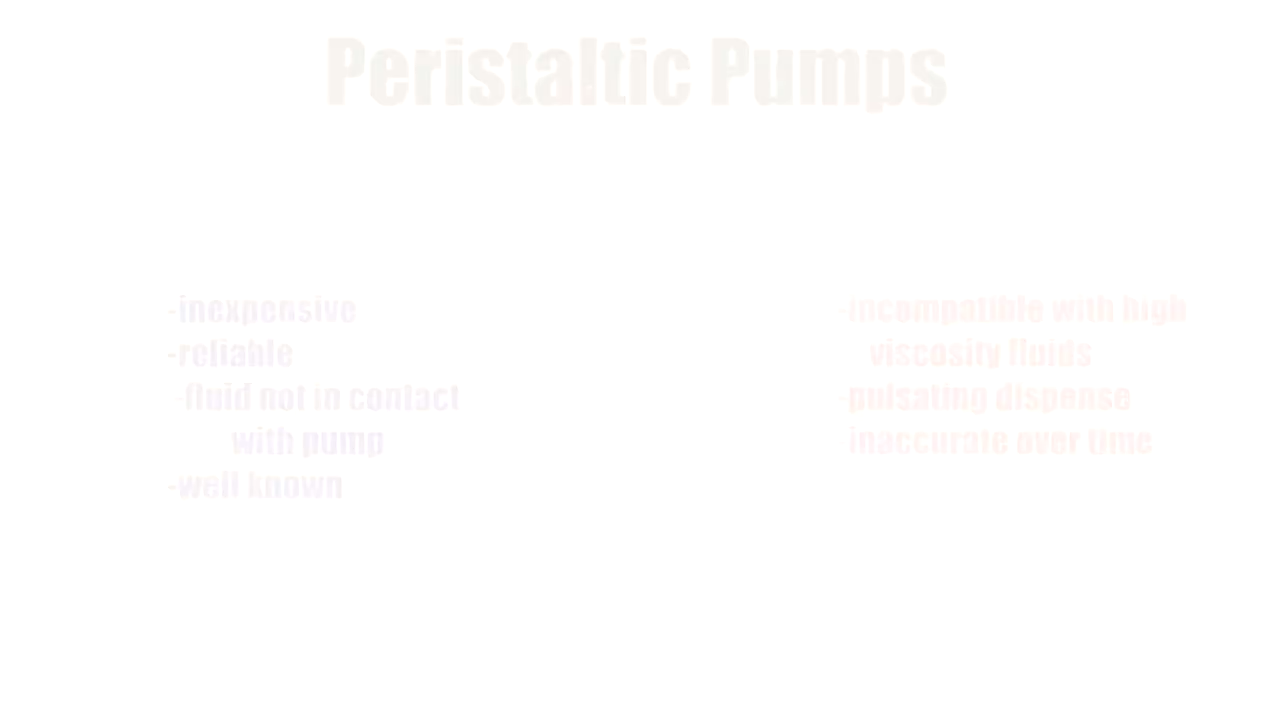 Peristaltic Pumps
-inexpensive
-reliable
-fluid not in contact
with pump
-well known
-incompatible with high
viscosity fluids
-pulsating dispense
inaccurate over time